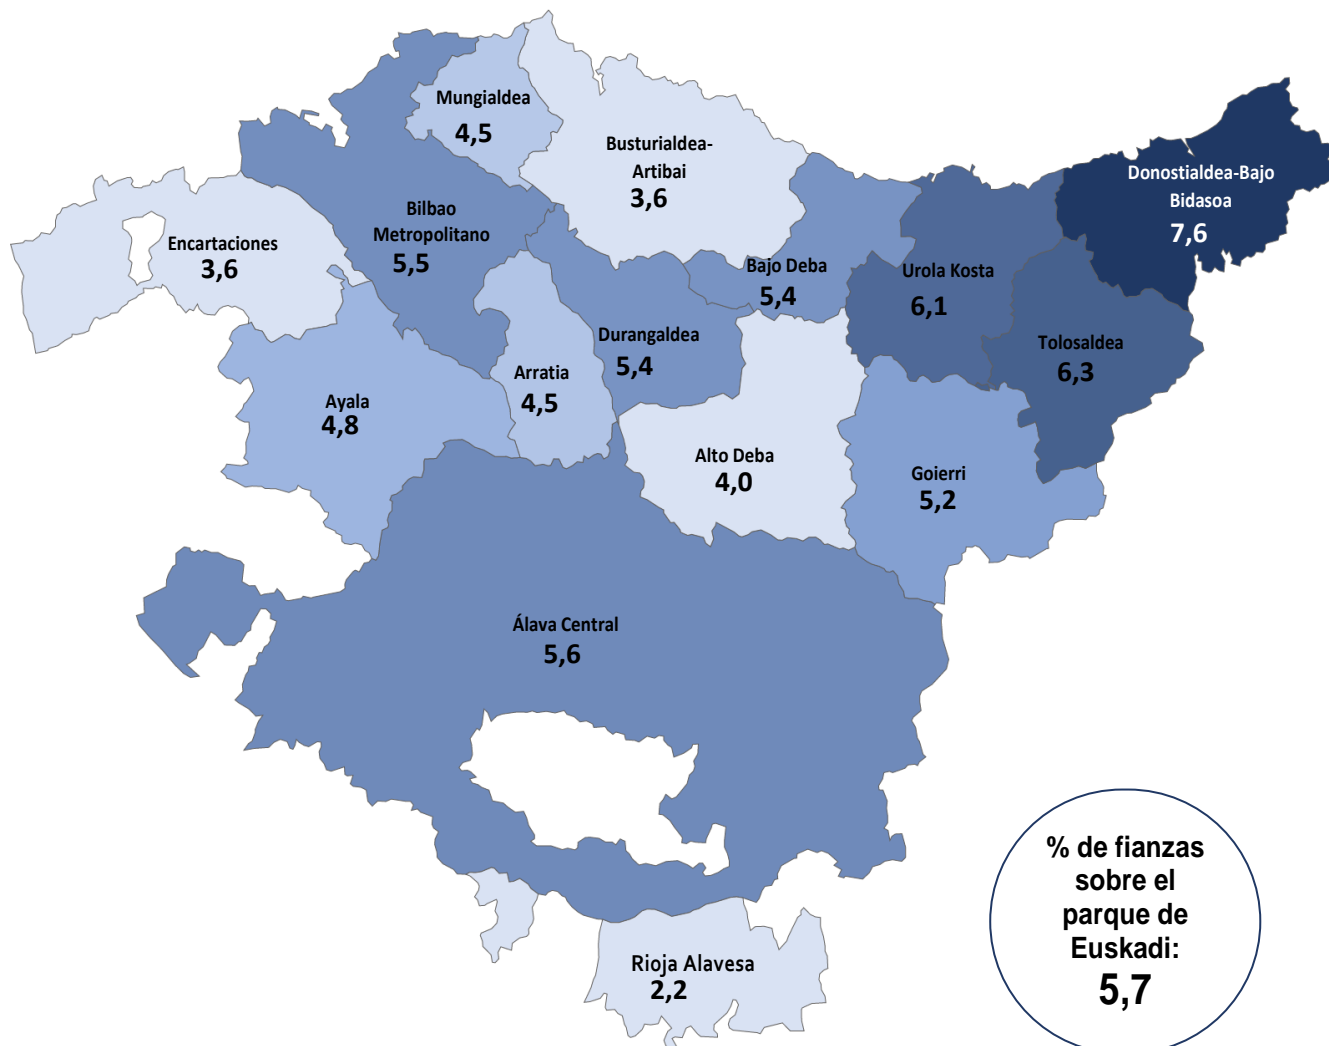 Mungialdea
4,5
Busturialdea-
Artibai
3,6
Donostialdea-Bajo
Bidasoa
7,6
Encartaciones
3,6
Bilbao
Metropolitano
5,5
Bajo Deba
5,4
Urola Kosta
6,1
Durangaldea
5,4
Tolosaldea
6,3
Arratia
4,5
Ayala
4,8
Alto Deba
4,0
Goierri
5,2
Álava Central
5,6
Rioja Alavesa
2,2
% de fianzas
sobre el
parque de
Euskadi:
5,7